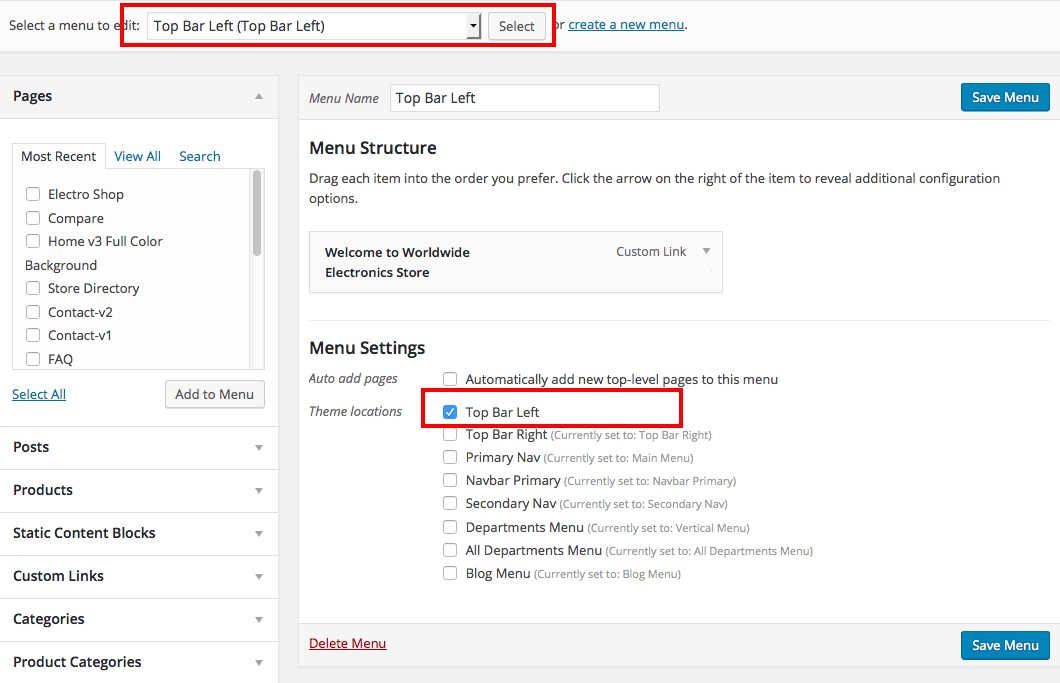 Select a menu to edit: Top Bar Left (Top Bar Left) Select or create a new menu.
Pages
Most Recent View All Search
Electro Shop
Compare
Home v3 Full Color
Background
Store Directory
Contact-v2
Contact-v1
FAQ
Select All Add to Menu
Posts
Products
Static Content Blocks
Custom Links
Categories
Product Categories
Menu Name Top Bar Left Save Menu
Menu Structure
Drag each item into the order you prefer. Click the arrow on the right of the item to reveal additional configuration
options.
Welcome to Worldwide Custom Link
Electronics Store
Menu Settings
Auto add pages Automatically add new top-level pages to this menu
Theme locations Top Bar Left
Top Bar Right (Currently set to: Top Bar Right)
Primary Nav (Currently set to: Main Menu)
Navbar Primary (Currently set to: Navbar Primary)
Secondary Nav (Currently set to: Secondary Nav)
Departments Menu (Currently set to: Vertical Menu)
All Departments Menu (Currently set to: All Departments Menu)
Blog Menu (Currently set to: Blog Menu)
Delete Menu Save Menu